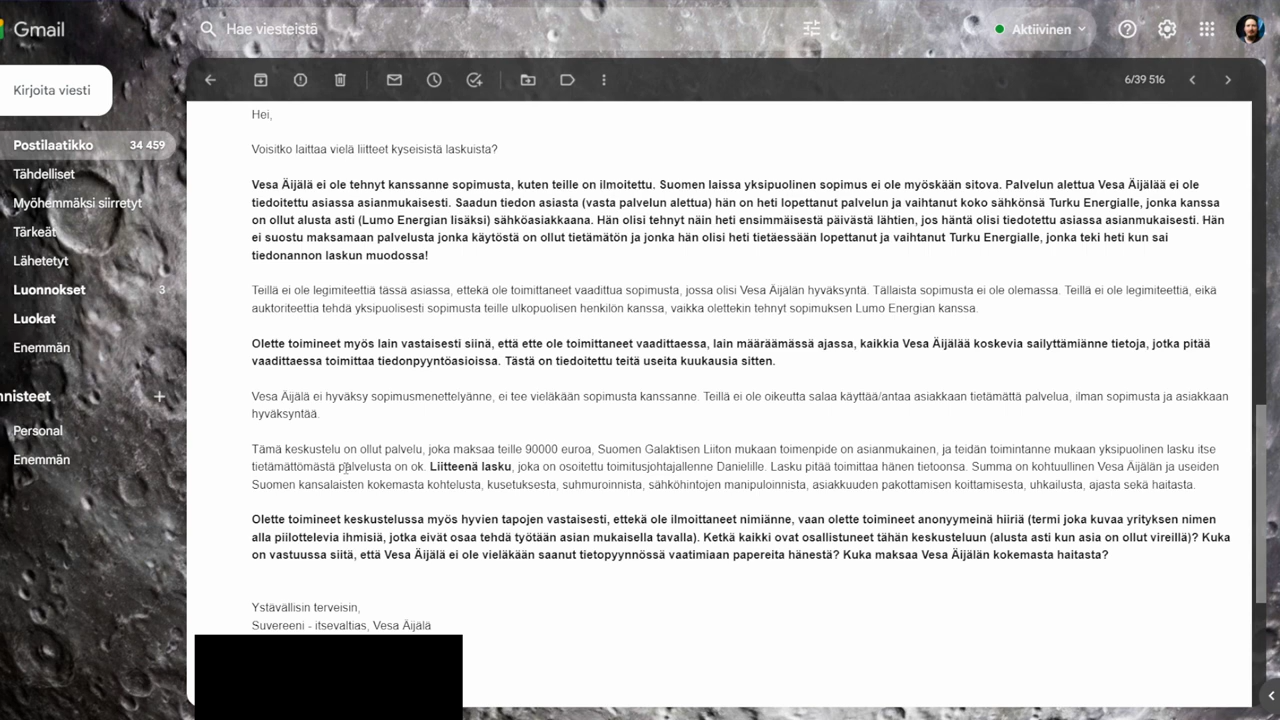 Gmail
Hae viesteistä
Aktiivinen
Kirjoita viesti
6/39 516
Postilaatikko 34 459
Tähdelliset
Myöhemmäksi siirretyt
Tärkeät
Lähetetyt
Luonnokset 3
Luokat
Enemmän
nnisteet
Personal
Enemmän
Hei,
Voisitko laittaa vielä liitteet kyseisistä laskuista?
Vesa Äijälä ei ole tehnyt kanssanne sopimusta, kuten teille on ilmoitettu. Suomen laissa yksipuolinen sopimus ei ole myöskään sitova. Palvelun alettua Vesa Äijälää ei ole
tiedoitettu asiassa asianmukaisesti. Saadun tiedon asiasta (vasta palvelun alettua) hän on heti lopettanut palvelun ja vaihtanut koko sähkönsä Turku Energialle, jonka kanssa
on ollut alusta asti (Lumo Energian lisäksi) sähköasiakkaana. Hän olisi tehnyt näin heti ensimmäisestä päivästä lähtien, jos häntä olisi tiedotettu asiassa asianmukaisesti. Hän
ei suostu maksamaan palvelusta jonka käytöstä on ollut tietämätön ja jonka hän olisi heti tietäessään lopettanut ja vaihtanut Turku Energialle, jonka teki heti kun sai
tiedonannon laskun muodossa!
Teillä ei ole legimiteettiä tässä asiassa, ettekä ole toimittaneet vaadittua sopimusta, jossa olisi Vesa Äijälän hyväksyntä. Tällaista sopimusta ei ole olemassa. Teillä ei ole legimiteettiä, eikä
auktoriteettia tehdä yksipuolisesti sopimusta teille ulkopuolisen henkilön kanssa, vaikka olettekin tehnyt sopimuksen Lumo Energian kanssa.
Olette toimineet myös lain vastaisesti siinä, että ette ole toimittaneet vaadittaessa, lain määräämässä ajassa, kaikkia Vesa Äijälää koskevia sailyttämiänne tietoja, jotka pitää
vaadittaessa toimittaa tiedonpyyntöasioissa. Tästä on tiedoitettu teitä useita kuukausia sitten.
Vesa Äijälä ei hyväksy sopimusmenettelyänne, ei tee vieläkään sopimusta kanssanne. Teillä ei ole oikeutta salaa käyttää/antaa asiakkaan tietämättä palvelua, ilman sopimusta ja asiakkaan
hyväksyntää.
Tämä keskustelu on ollut palvelu, joka maksaa teille 90000 euroa, Suomen Galaktisen Liiton mukaan toimenpide on asianmukainen, ja teidän toimintanne mukaan yksipuolinen lasku itse
tietämättömästä palvelusta on ok. Liitteenä lasku, joka on osoitettu toimitusjohtajallenne Danielille. Lasku pitää toimittaa hänen tietoonsa. Summa on kohtuullinen Vesa Äijälän ja useiden
Suomen kansalaisten kokemasta kohtelusta, kusetuksesta, suhmuroinnista, sähköhintojen manipuloinnista, asiakkuuden pakottamisen koittamisesta, uhkailusta, ajasta sekä haitasta.
Olette toimineet keskustelussa myös hyvien tapojen vastaisesti, ettekä ole ilmoittaneet nimiänne, vaan olette toimineet anonyymeinä hiiriä (termi joka kuvaa yrityksen nimen
alla piilottelevia ihmisiä, jotka eivät osaa tehdä työtään asian mukaisella tavalla). Ketkä kaikki ovat osallistuneet tähän keskusteluun (alusta asti kun asia on ollut vireillä)? Kuka
on vastuussa siitä, että Vesa Äijälä ei ole vieläkään saanut tietopyynnössä vaatimiaan papereita hänestä? Kuka maksaa Vesa Äijälän kokemasta haitasta?
Ystävällisin terveisin,
Suvereeni - itsevaltias, Vesa Äijälä